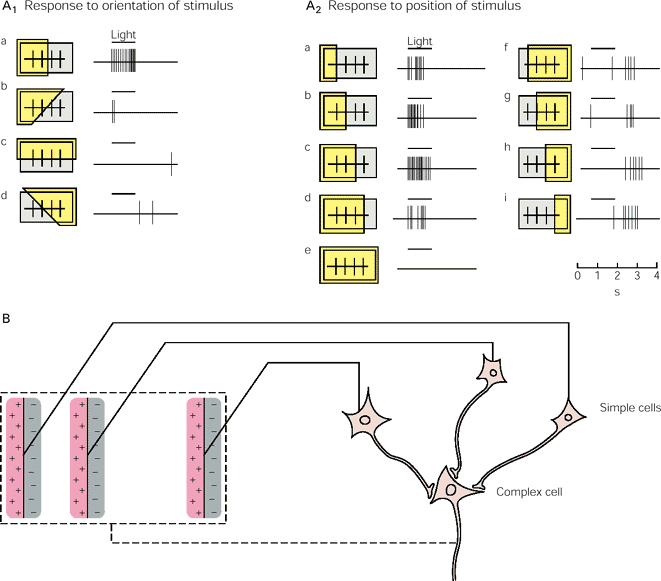 A1 Response to orientation of stimulus
a
Light
b
c
d
A2 Response to position of stimulus
a
Light
b
c
d
e
f
g
h
i
0 1 2 3 4
s
B
+ − + − + −
+ − + − + −
+ − + − + −
+ − + − + −
+ − + − + −
+ − + − + −
+ − + − + −
+ − + − + −
Simple cells
Complex cell